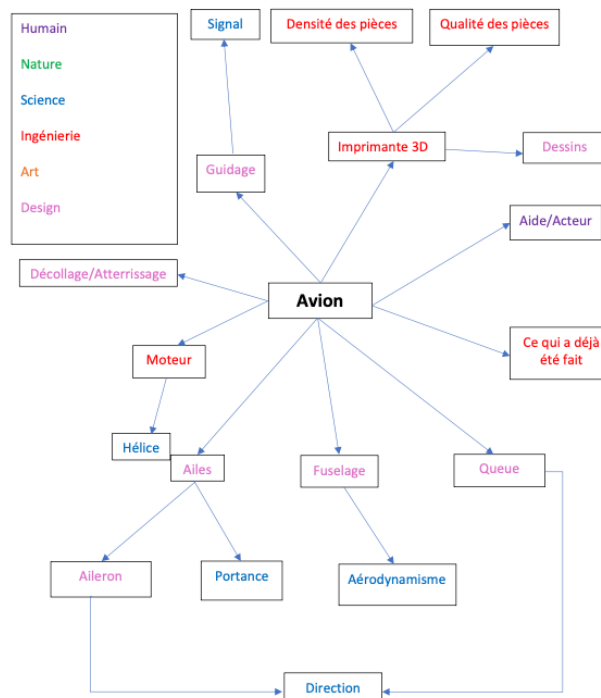 Humain
Nature
Science
Ingénierie
Art
Design
Signal
Densité des pièces
Qualité des pièces
Guidage
Imprimante 3D
Dessins
Aide/Acteur
Décollage/Atterrissage
Avion
Moteur
Ce qui a déjà
été fait
Hélice
Ailes
Fuselage
Queue
Aileron
Portance
Aérodynamisme
Direction